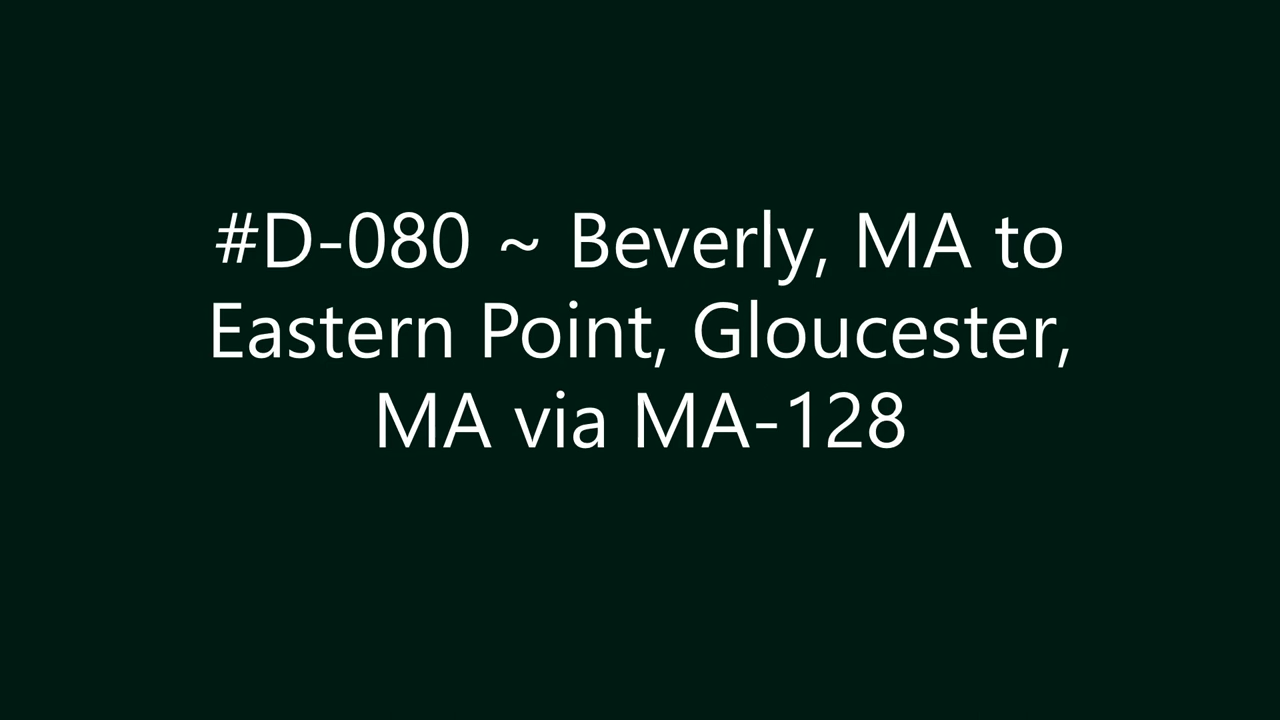 #D-080 ~ Beverly, MA to
Eastern Point, Gloucester,
MA via MA-128